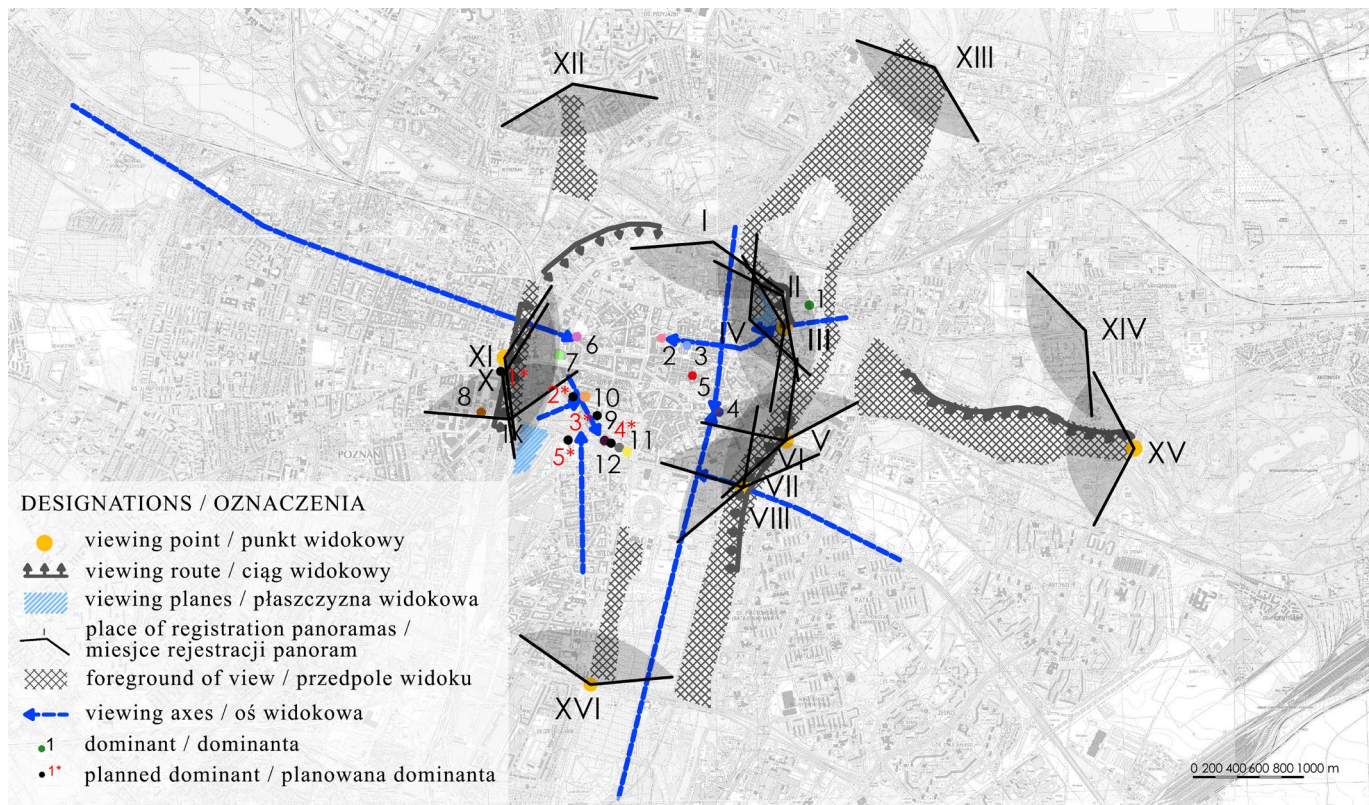 XII
XIII
I
II
1
IV
III
XIV
XI
6
7
2
3
X
1*
5
8
2*
10
4
9
3*
4*
11
IX
V
5*
12
VI
XV
POZNAŃ
VII
VIII
XVI
DESIGNATIONS / OZNACZENIA
viewing point / punkt widokowy
viewing route / ciąg widokowy
viewing planes / płaszczyzna widokowa
I
place of registration panoramas /
miesjce rejestracji panoram
foreground of view / przedpole widoku
viewing axes / oś widokowa
1 dominant / dominanta
1* planned dominant / planowana dominanta
0 200 400 600 800 1000 m